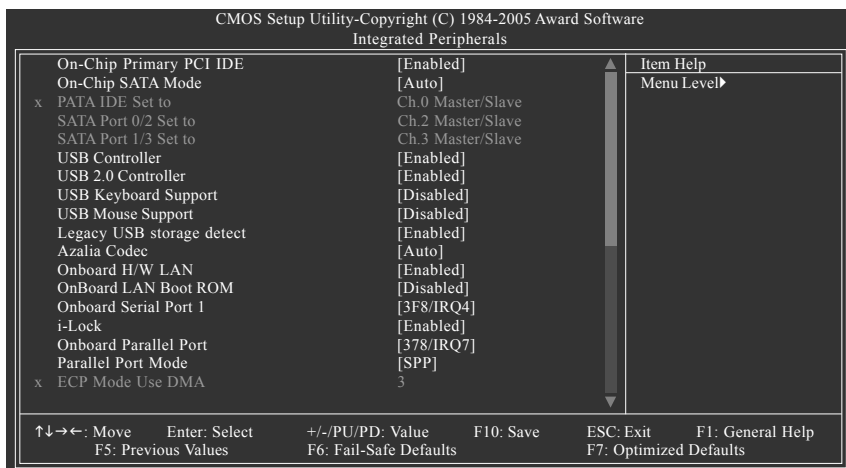 CMOS Setup Utility-Copyright (C) 1984-2005 Award Software
Integrated Peripherals
On-Chip Primary PCI IDE [Enabled]
On-Chip SATA Mode [Auto]
x PATA IDE Set to Ch.0 Master/Slave
SATA Port 0/2 Set to Ch.2 Master/Slave
SATA Port 1/3 Set to Ch.3 Master/Slave
USB Controller [Enabled]
USB 2.0 Controller [Enabled]
USB Keyboard Support [Disabled]
USB Mouse Support [Disabled]
Legacy USB storage detect [Enabled]
Azalia Codec [Auto]
Onboard H/W LAN [Enabled]
OnBoard LAN Boot ROM [Disabled]
Onboard Serial Port 1 [3F8/IRQ4]
i-Lock [Enabled]
Onboard Parallel Port [378/IRQ7]
Parallel Port Mode [SPP]
x ECP Mode Use DMA 3
Item Help
Menu Level
↑↓→←: Move Enter: Select +/-/PU/PD: Value F10: Save ESC: Exit F1: General Help
F5: Previous Values F6: Fail-Safe Defaults F7: Optimized Defaults